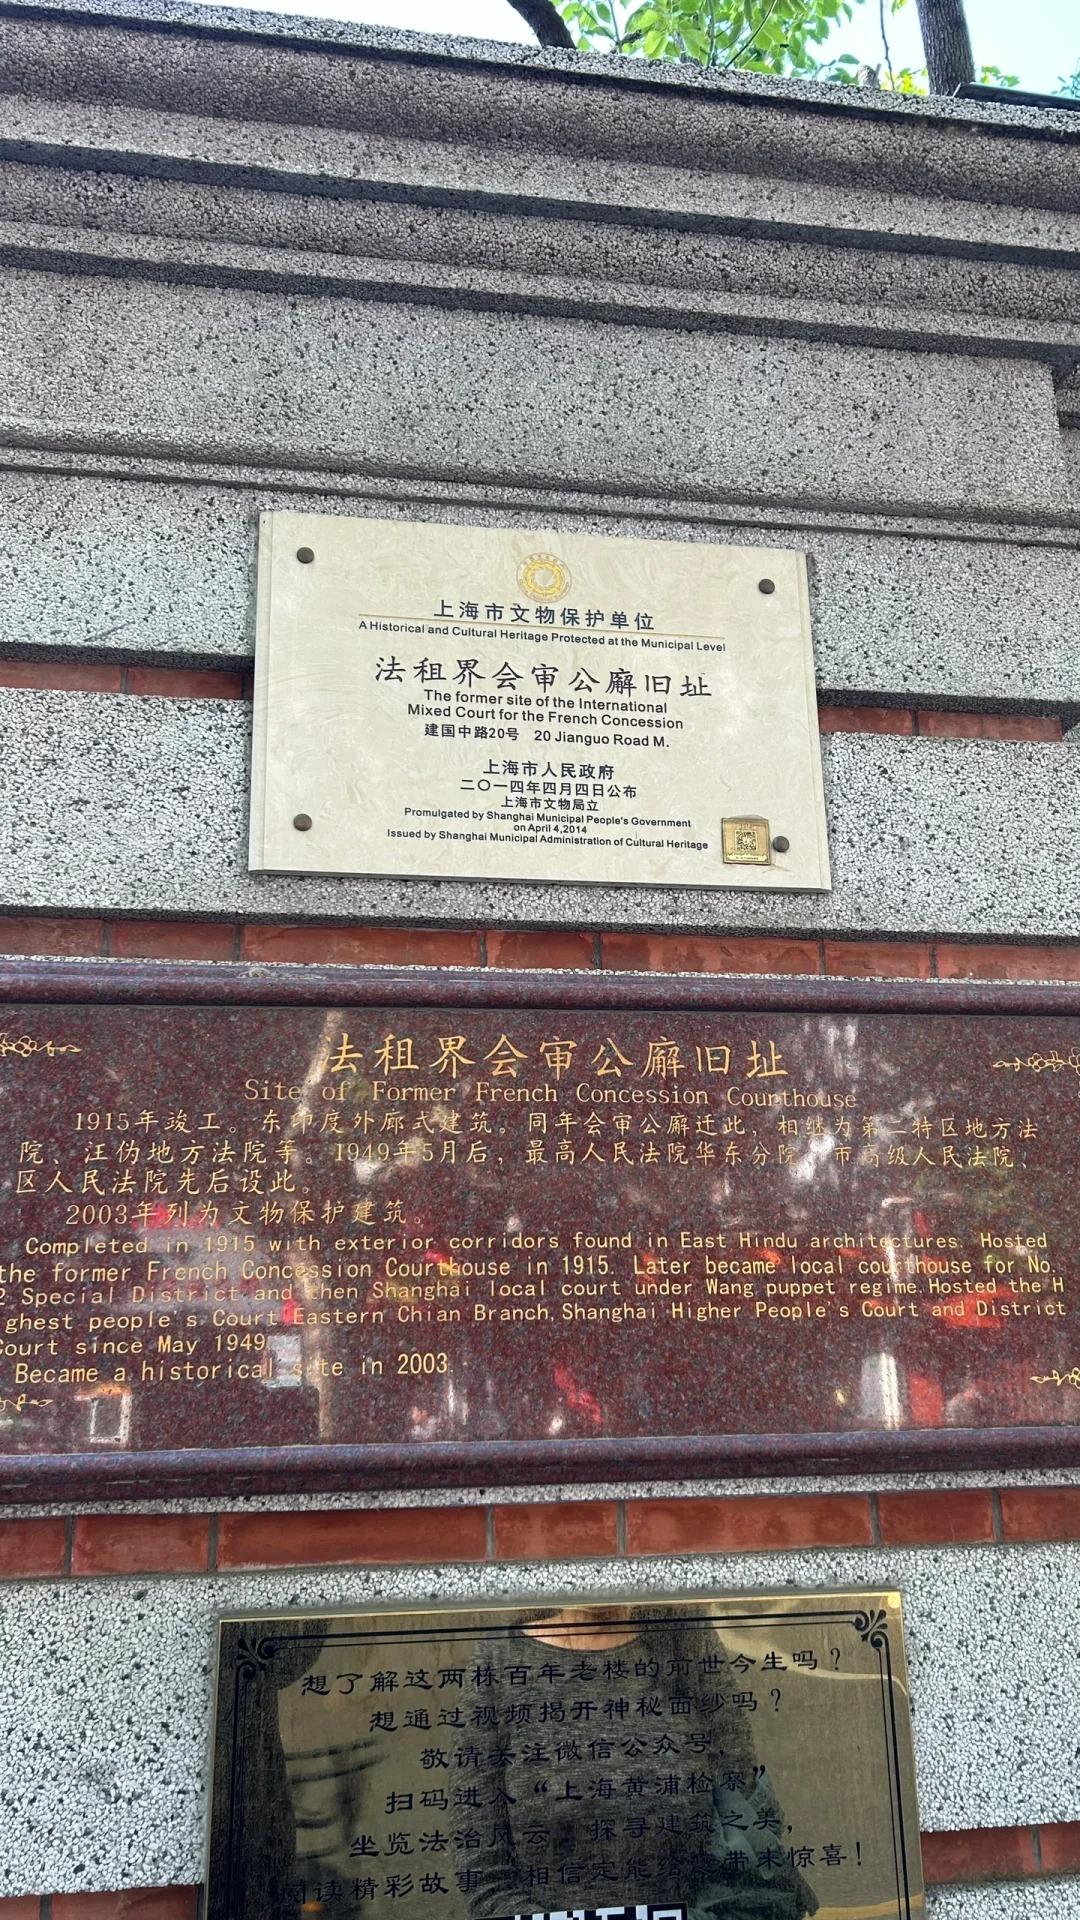 上海市文物保护单位
A Historical and Cultural Heritage Protected at the Municipal Level
法租界会审公廨旧址
The former site of the International
Mixed Court for the French Concession
建国中路20号 20 Jianguo Road M.
上海市人民政府
二〇一四年四月四日公布
上海市文物局立
Promulgated by Shanghai Municipal People's Government
on April 4,2014
Issued by Shanghai Municipal Administration of Cultural Heritage
法租界会审公廨旧址
Site of Former French Concession Courthouse
1915年竣工。东印度外廊式建筑。同年会审公廨迁此，相继为第二特区地方法
院、汪伪地方法院等。1949年5月后，最高人民法院华东分院、市高级人民法院、
区人民法院先后设此。
2003年列为文物保护建筑。
Completed in 1915 with exterior corridors found in East Hindu architectures. Hosted
the former French Concession Courthouse in 1915. Later became local courthouse for No.
2 Special District and then Shanghai local court under Wang puppet regime.Hosted the H
ghest people's Court Eastern Chian Branch,Shanghai Higher People's Court and District
Court since May 1949
Became a historical site in 2003
想了解这两栋百年老楼的前世今生吗？
想通过视频揭开神秘面纱吗？
敬请关注微信公众号，
扫码进入“上海黄浦检察”
坐览法治风云，探寻建筑之美，
阅读精彩故事，相信定能给您带来惊喜！